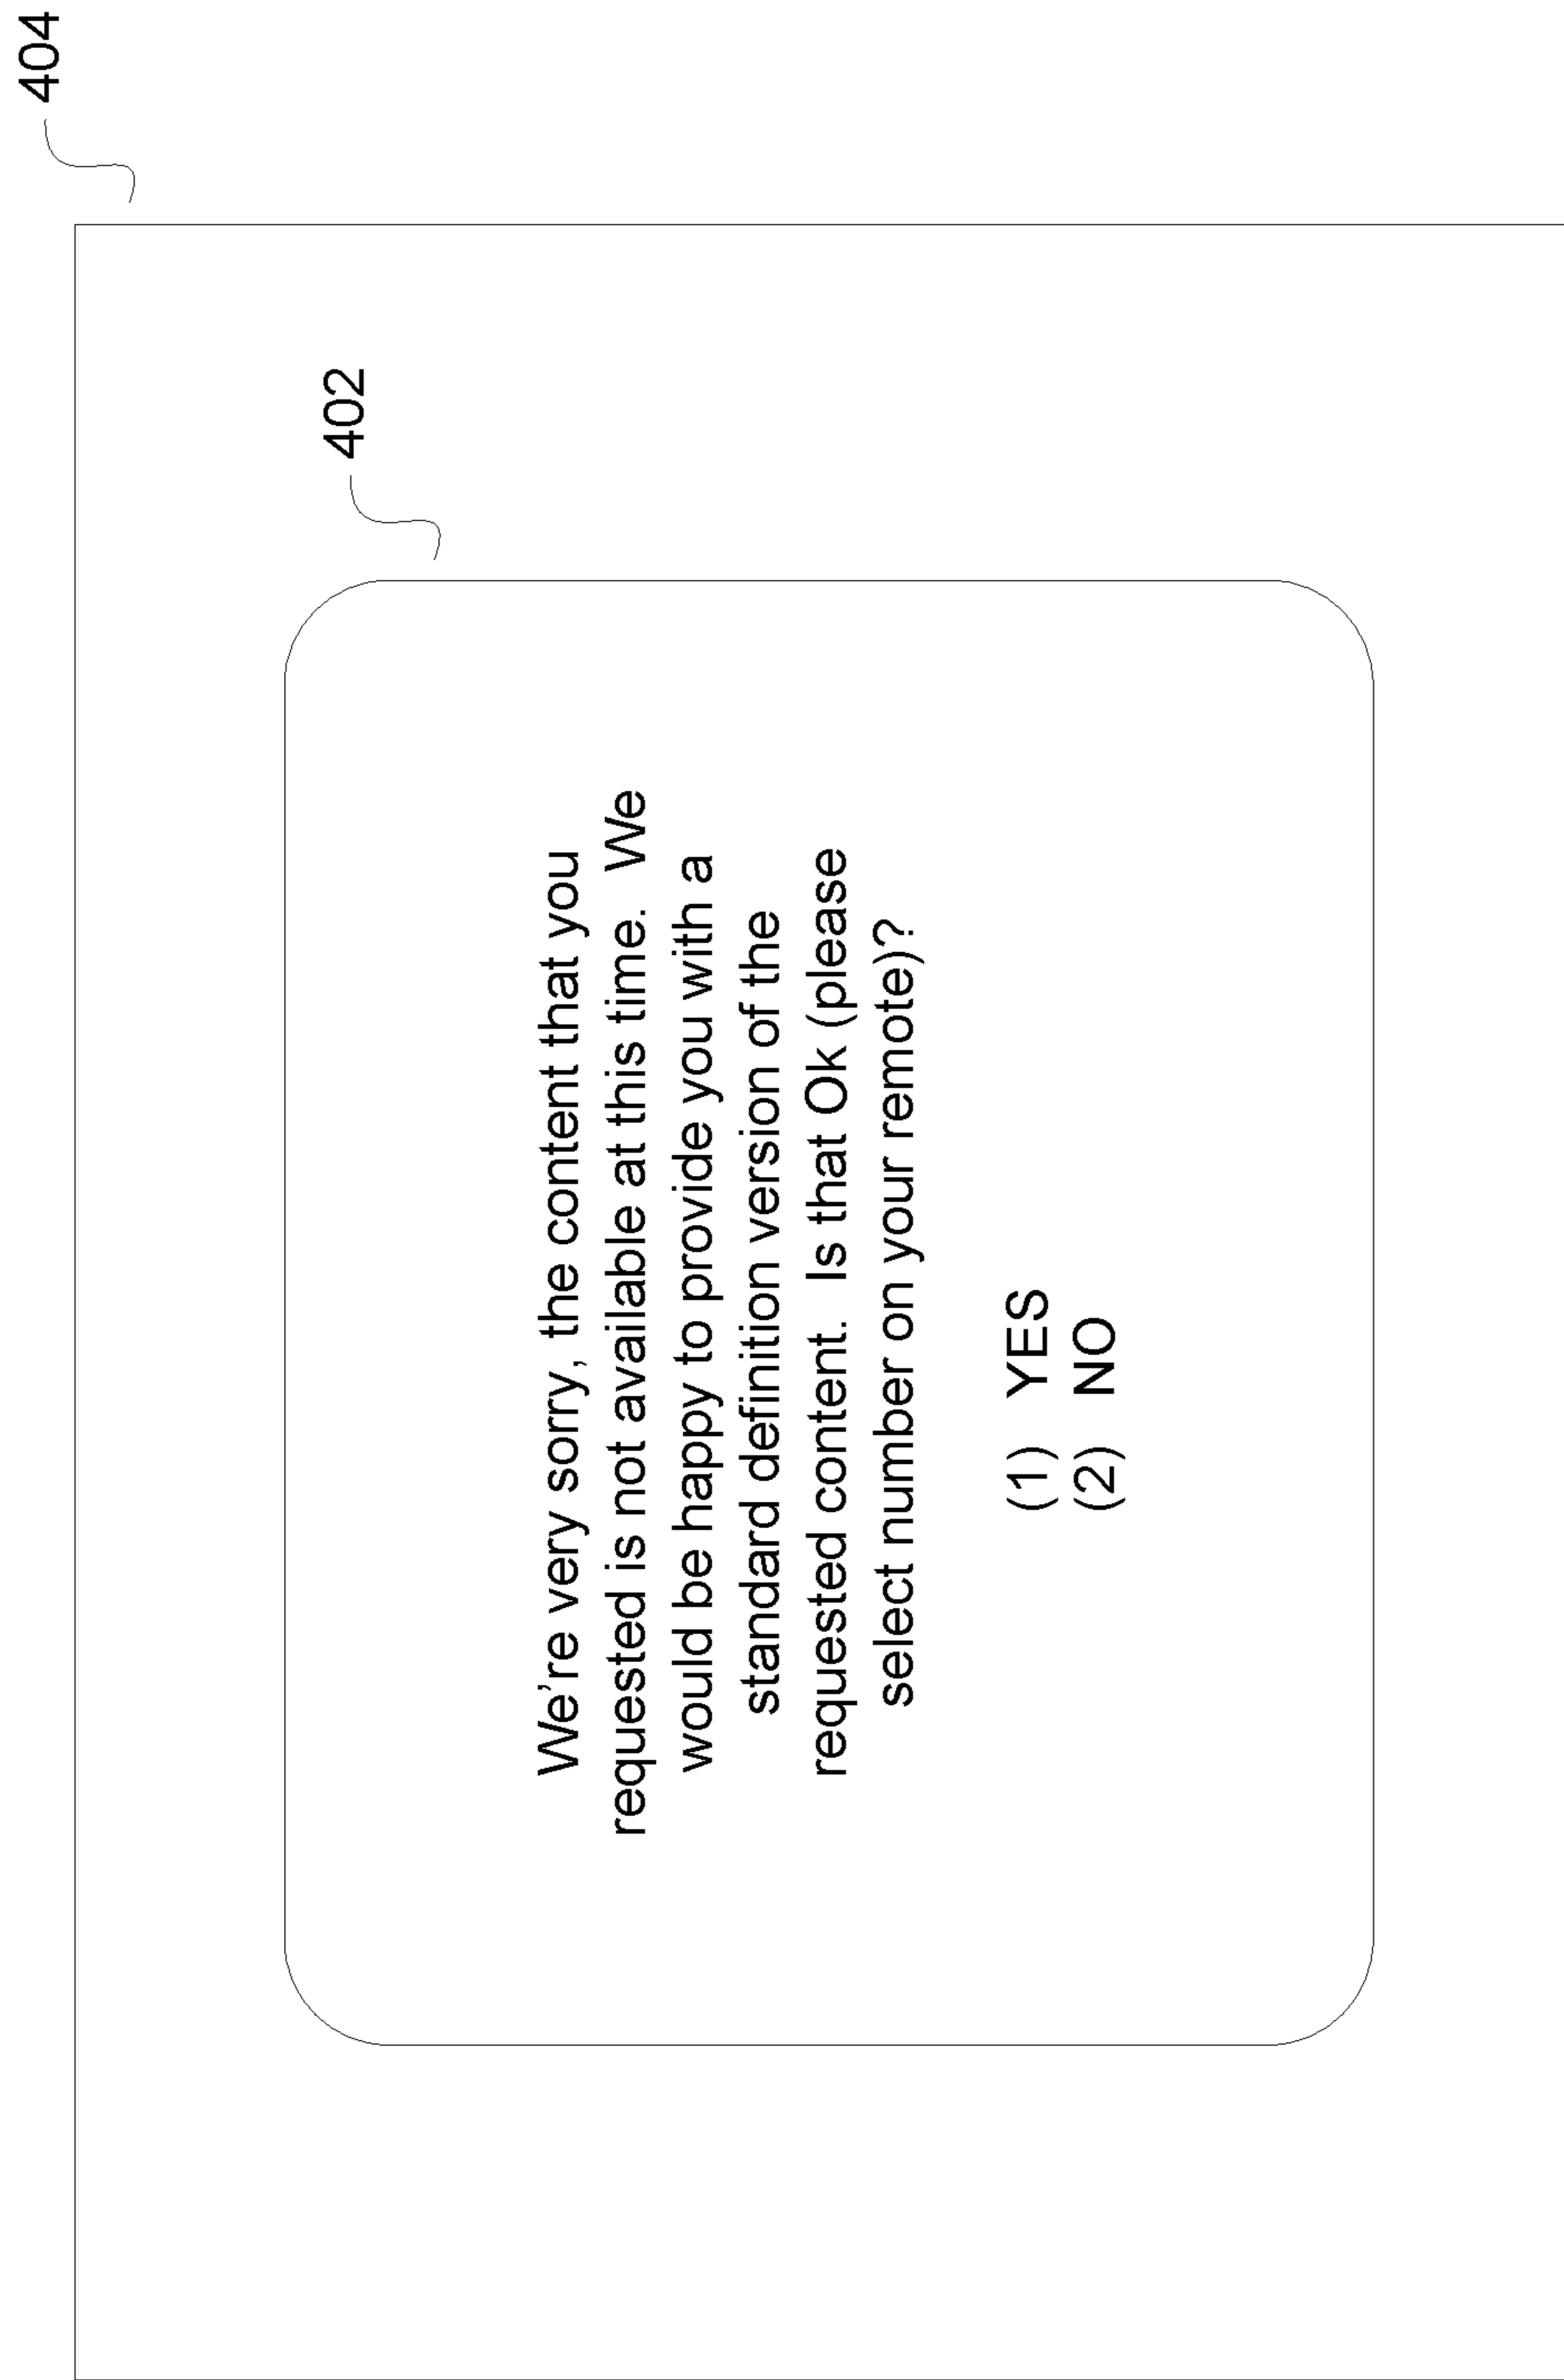 404
402
We're very sorry, the content that you
requested is not available at this time.  We
would be happy to provide you with a
standard definition version of the
requested content.  Is that Ok (please
select number on your remote)?
(1)  YES
(2)  NO